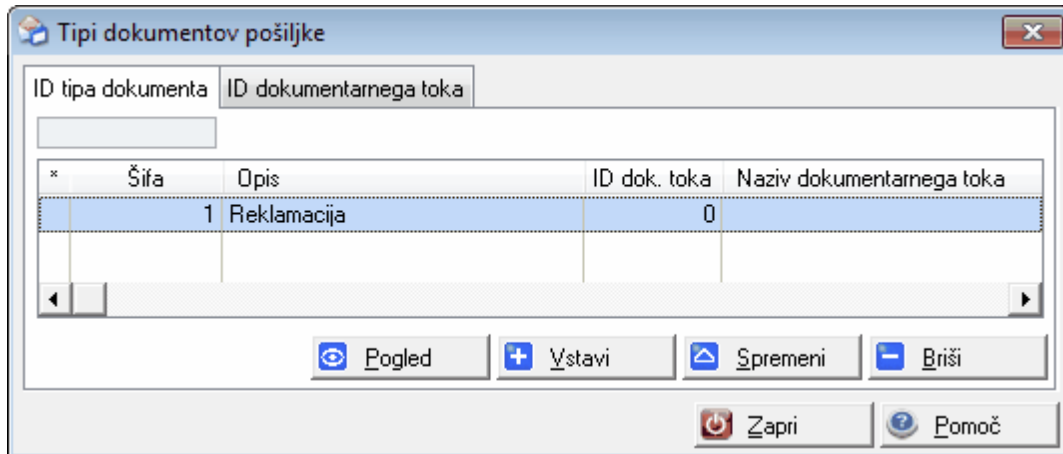 Tipi dokumentov pošiljke
ID tipa dokumenta ID dokumentarnega toka
* Šifa Opis ID dok. toka Naziv dokumentarnega toka
1 Reklamacija 0
Pogled Vstavi Spremeni Briši
Zapri Pomoč